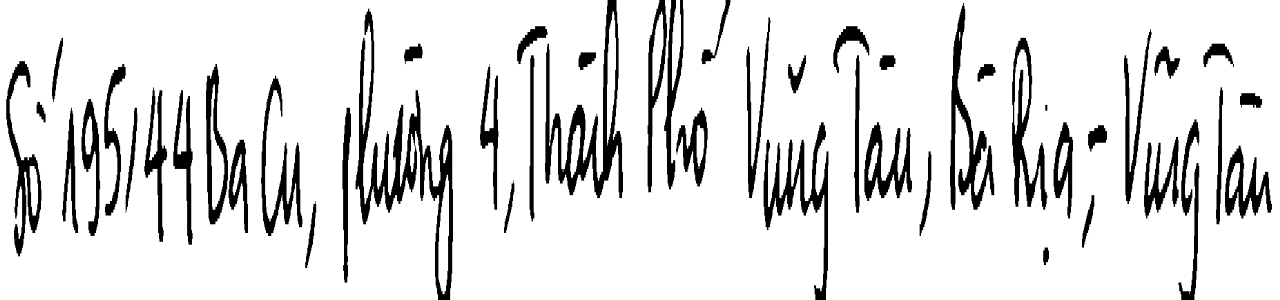 Số 195/44 Ba Cu, phường 4, Thành Phố Vũng Tàu, Bà Rịa,- Vũng Tàu